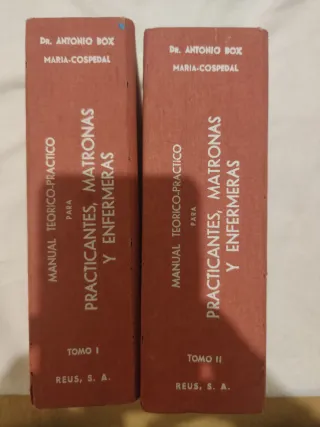 Dr. ANTONIO BOX
MARIA-COSPEDAL
MANUAL TEORICO-PRACTICO
PARA
PRACTICANTES, MATRONAS
Y ENFERMERAS
TOMO I
REUS, S. A.
Dr. ANTONIO BOX
MARIA-COSPEDAL
MANUAL TEORICO-PRACTICO
PARA
PRACTICANTES, MATRONAS
Y ENFERMERAS
TOMO II
REUS, S. A.